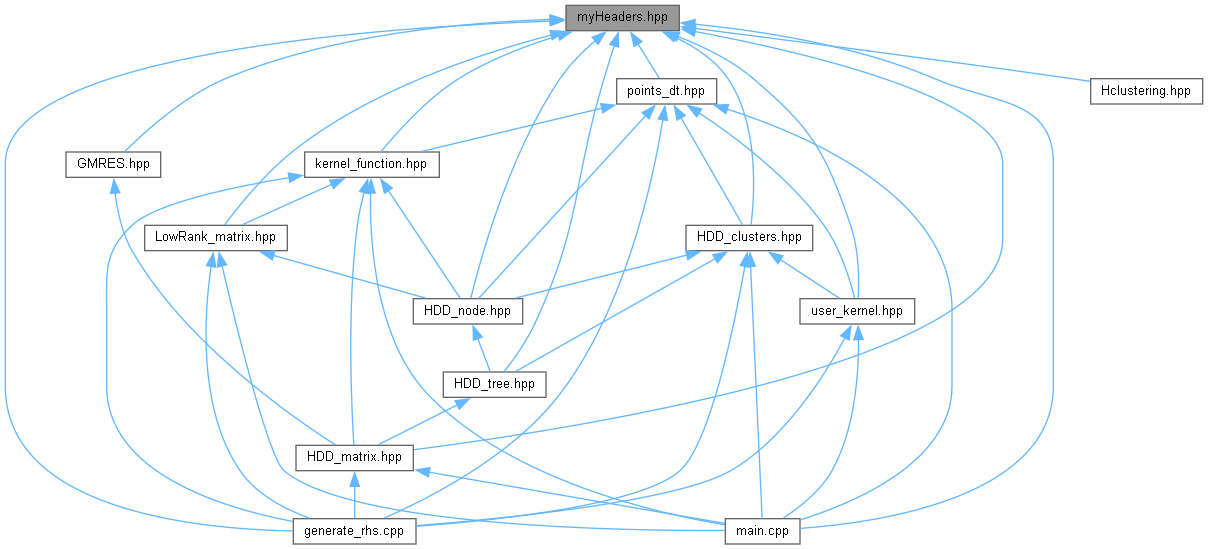 myHeaders.hpp
points_dt.hpp
Hclustering.hpp
GMRES.hpp
kernel_function.hpp
LowRank_matrix.hpp
HDD_clusters.hpp
HDD_node.hpp
user_kernel.hpp
HDD_tree.hpp
HDD_matrix.hpp
generate_rhs.cpp
main.cpp